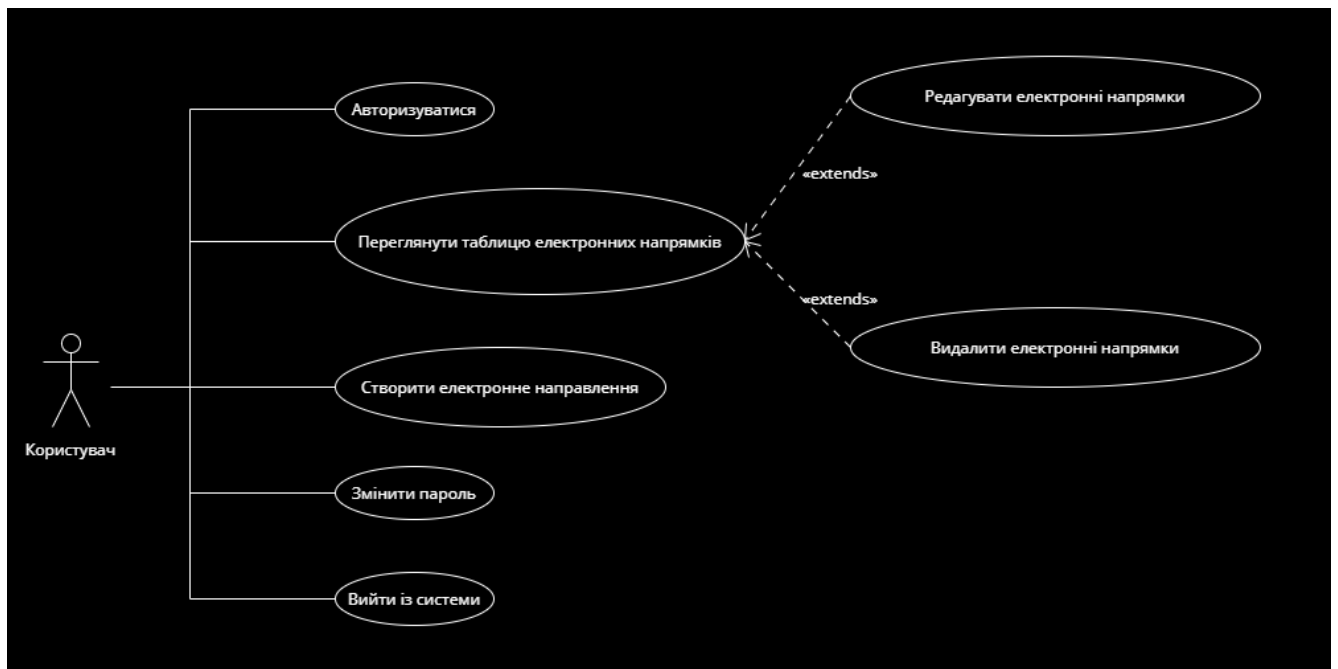 Авторизуватися
Редагувати електронні напрямки
«extends»
Переглянути таблицю електронних напрямків
«extends»
Видалити електронні напрямки
Створити електронне направлення
Користувач
Змінити пароль
Вийти із системи